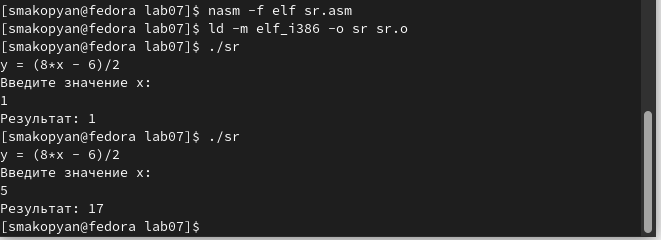 [smakopyan@fedora lab07]$ nasm -f elf sr.asm
[smakopyan@fedora lab07]$ ld -m elf_i386 -o sr sr.o
[smakopyan@fedora lab07]$ ./sr
y = (8*x - 6)/2
Введите значение x:
1
Результат: 1
[smakopyan@fedora lab07]$ ./sr
y = (8*x - 6)/2
Введите значение x:
5
Результат: 17
[smakopyan@fedora lab07]$